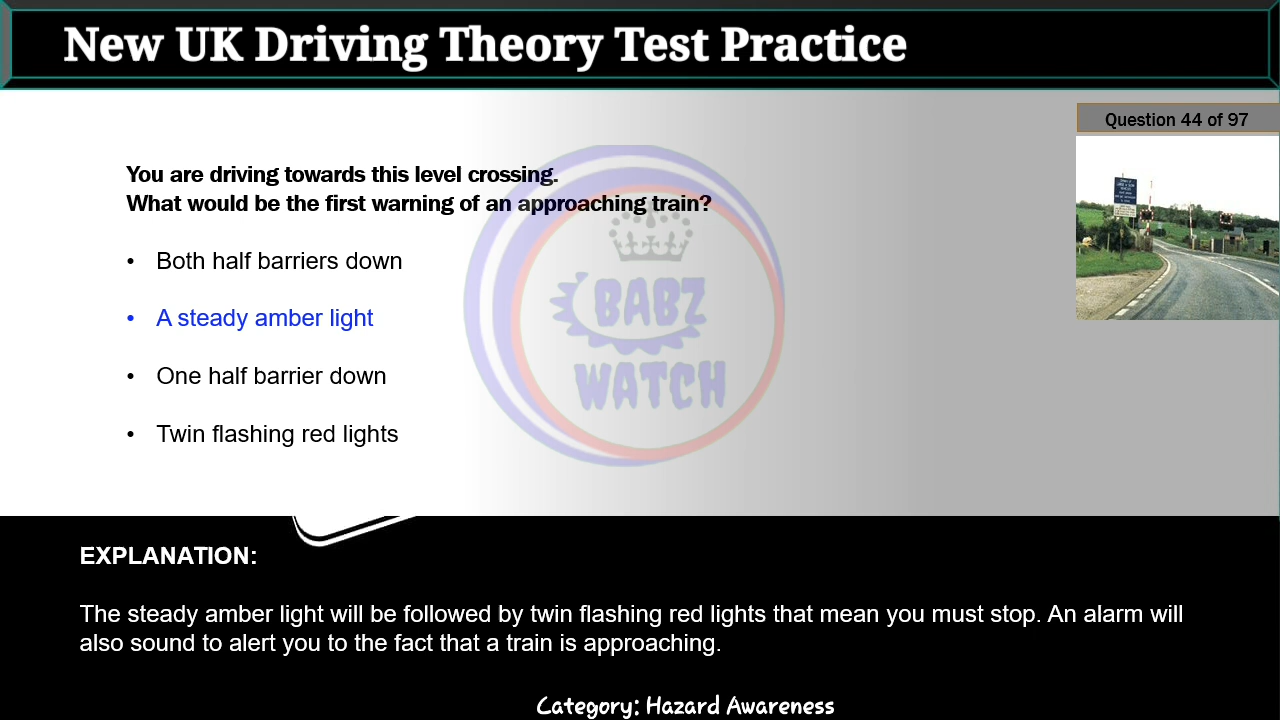 New UK Driving Theory Test Practice
Question 44 of 97
You are driving towards this level crossing.
What would be the first warning of an approaching train?
• Both half barriers down
• A steady amber light
• One half barrier down
• Twin flashing red lights
BABZ
WATCH
EXPLANATION:
The steady amber light will be followed by twin flashing red lights that mean you must stop. An alarm will
also sound to alert you to the fact that a train is approaching.
Category: Hazard Awareness